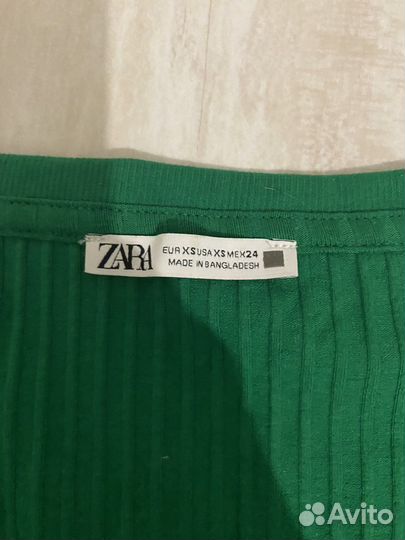 ZARA
EUR XS USA XS MEX 24
MADE IN BANGLADESH
Avito